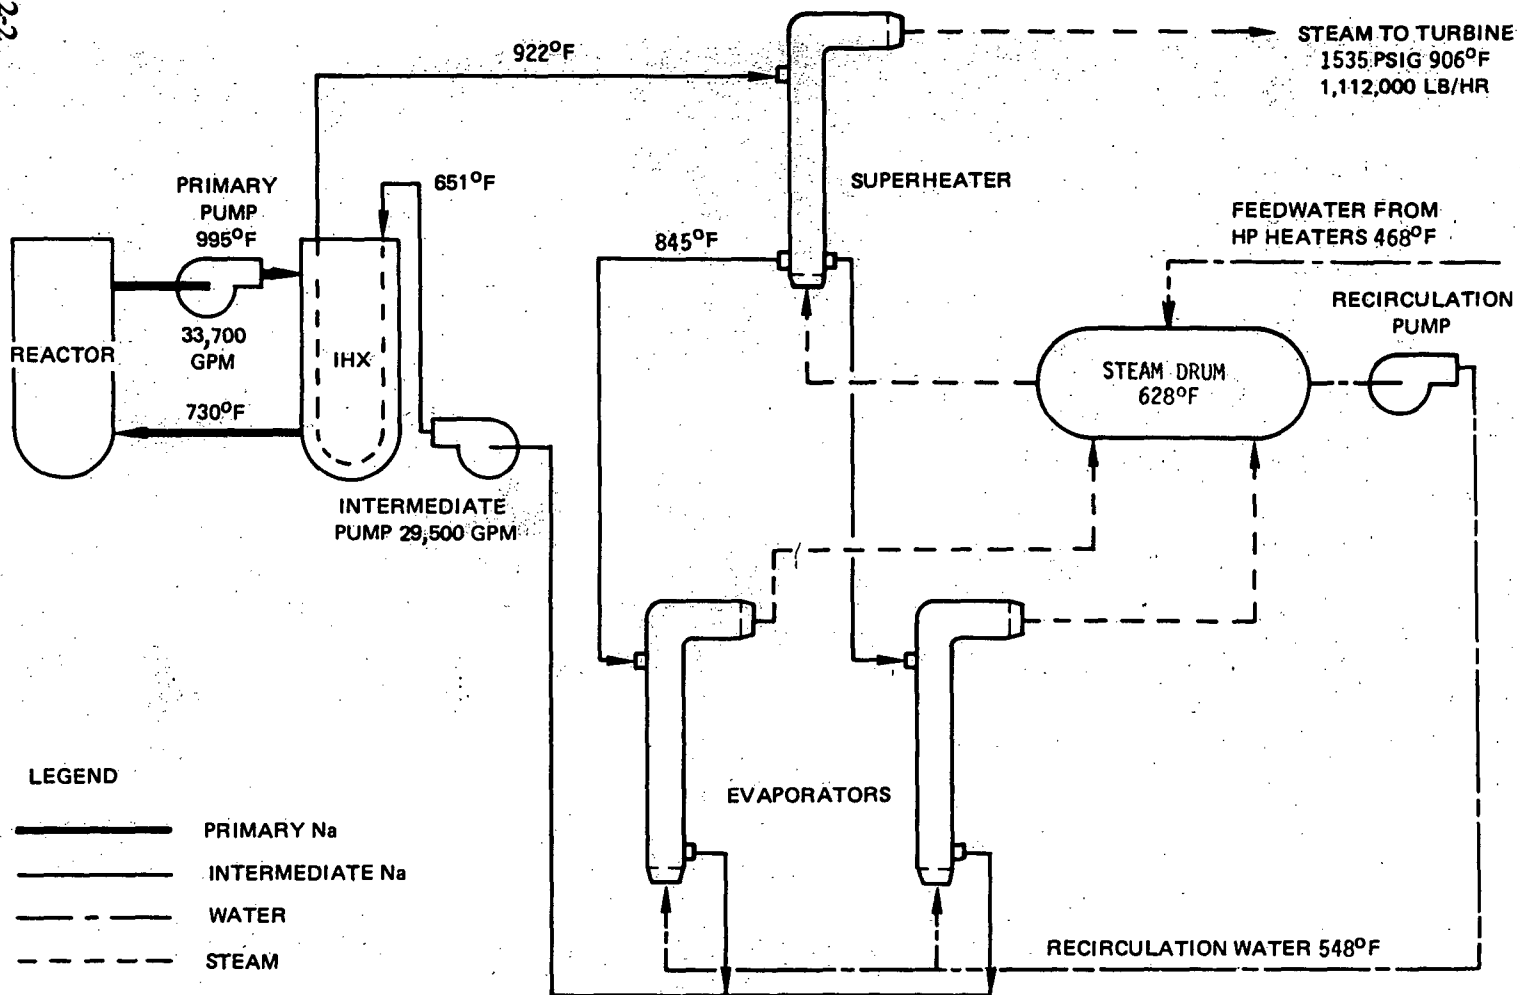 2-2
922°F
STEAM TO TURBINE
1535 PSIG 906°F
1,112,000 LB/HR
PRIMARY
PUMP
995°F
651°F
SUPERHEATER
845°F
FEEDWATER FROM
HP HEATERS 468°F
RECIRCULATION
PUMP
REACTOR
33,700
GPM
IHX
STEAM DRUM
628°F
730°F
INTERMEDIATE
PUMP 29,500 GPM
EVAPORATORS
LEGEND
PRIMARY Na
INTERMEDIATE Na
WATER
STEAM
RECIRCULATION WATER 548°F